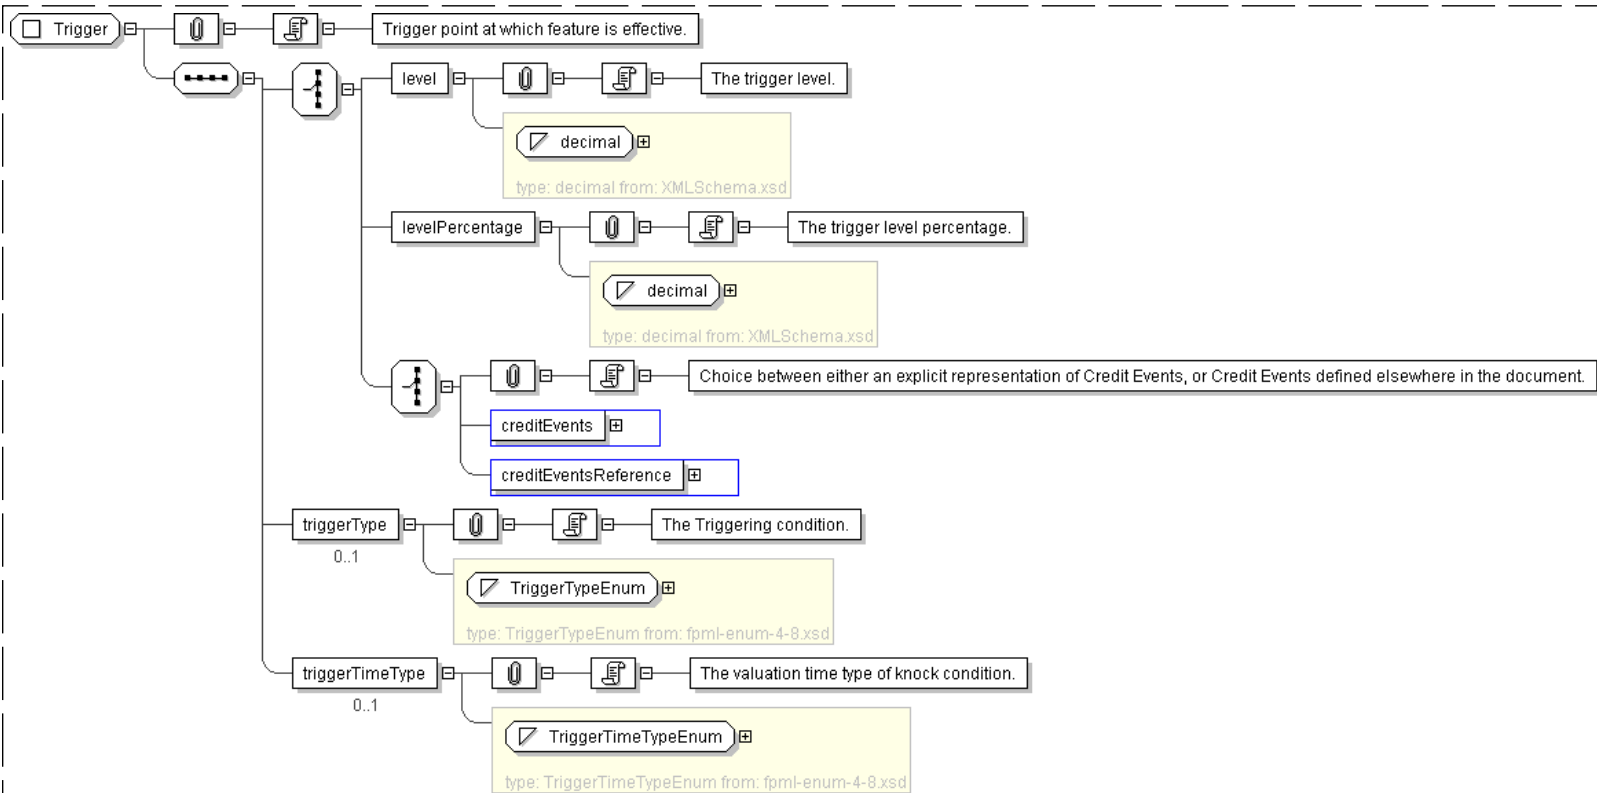 Trigger
Trigger point at which feature is effective.
level
The trigger level.
decimal
type: decimal from: XMLSchema.xsd
levelPercentage
The trigger level percentage.
decimal
type: decimal from: XMLSchema.xsd
Choice between either an explicit representation of Credit Events, or Credit Events defined elsewhere in the document.
creditEvents
creditEventsReference
triggerType
The Triggering condition.
0..1
TriggerTypeEnum
type: TriggerTypeEnum from: fpml-enum-4-8.xsd
triggerTimeType
The valuation time type of knock condition.
0..1
TriggerTimeTypeEnum
type: TriggerTimeTypeEnum from: fpml-enum-4-8.xsd